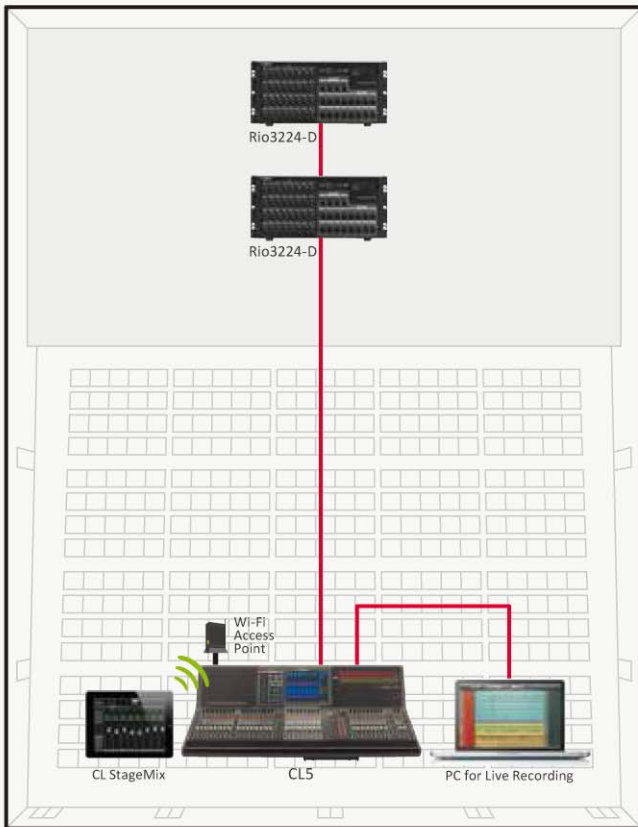 Rio3224-D
Rio3224-D
Wi-Fi
Access
Point
CL StageMix
CL5
PC for Live Recording